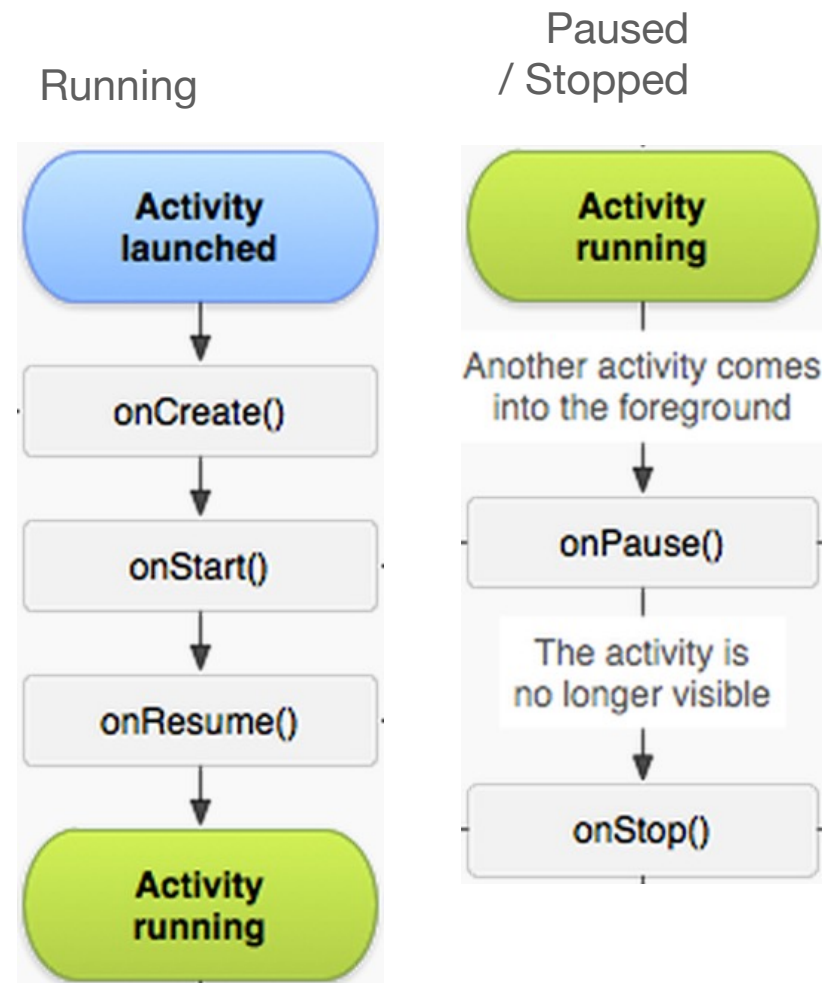 Running
Activity
launched
onCreate()
onStart()
onResume()
Activity
running
Paused
/ Stopped
Activity
running
Another activity comes
into the foreground
onPause()
The activity is
no longer visible
onStop()